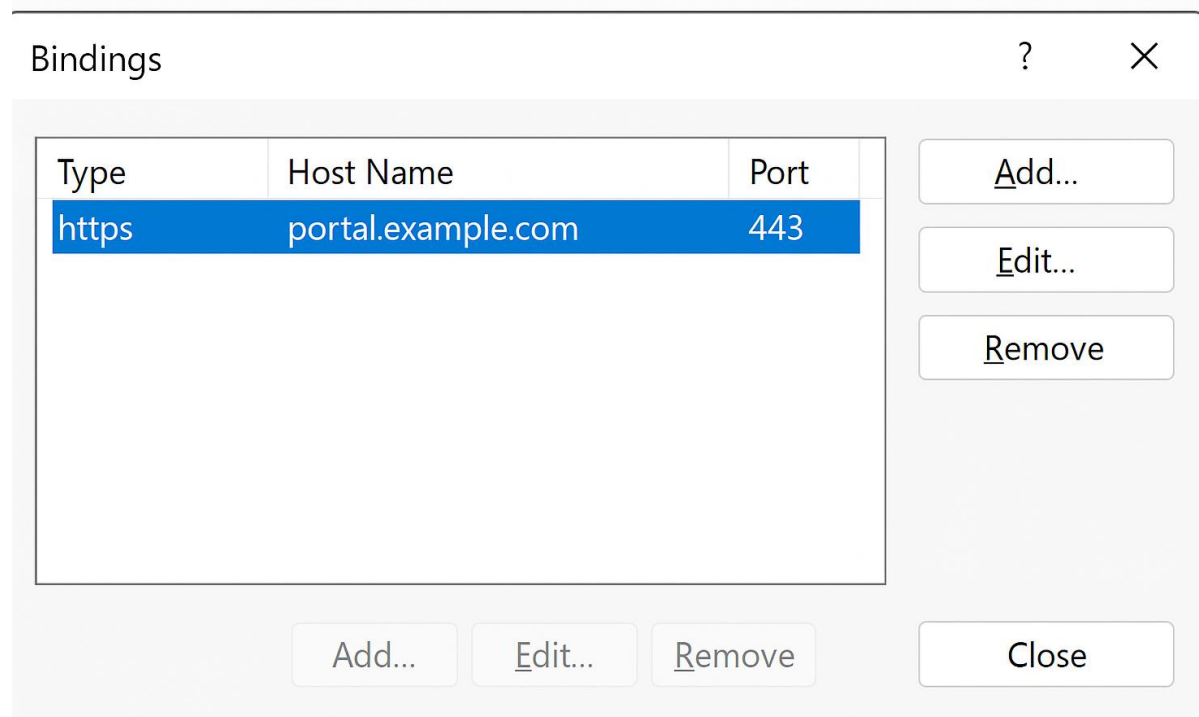 Bindings ?
Type Host Name Port Add...
https portal.example.com 443
Edit...
Remove
Add... Edit... Remove Close